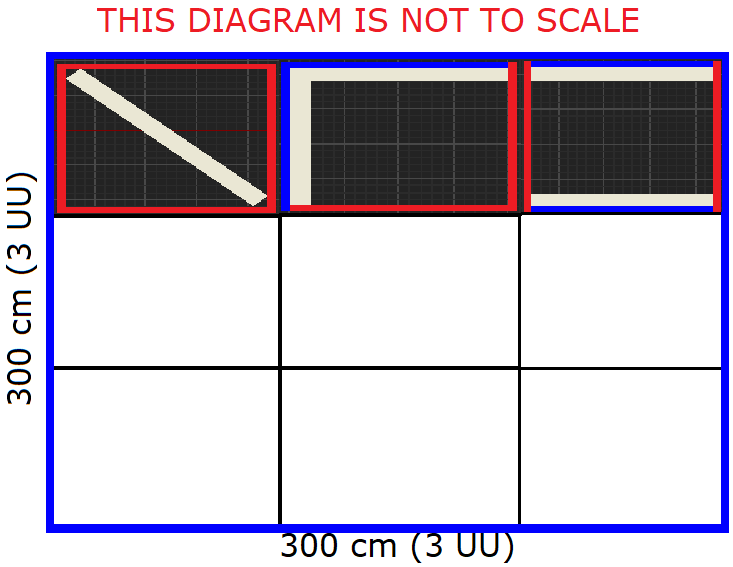 THIS DIAGRAM IS NOT TO SCALE
300 cm (3 UU)
300 cm (3 UU)